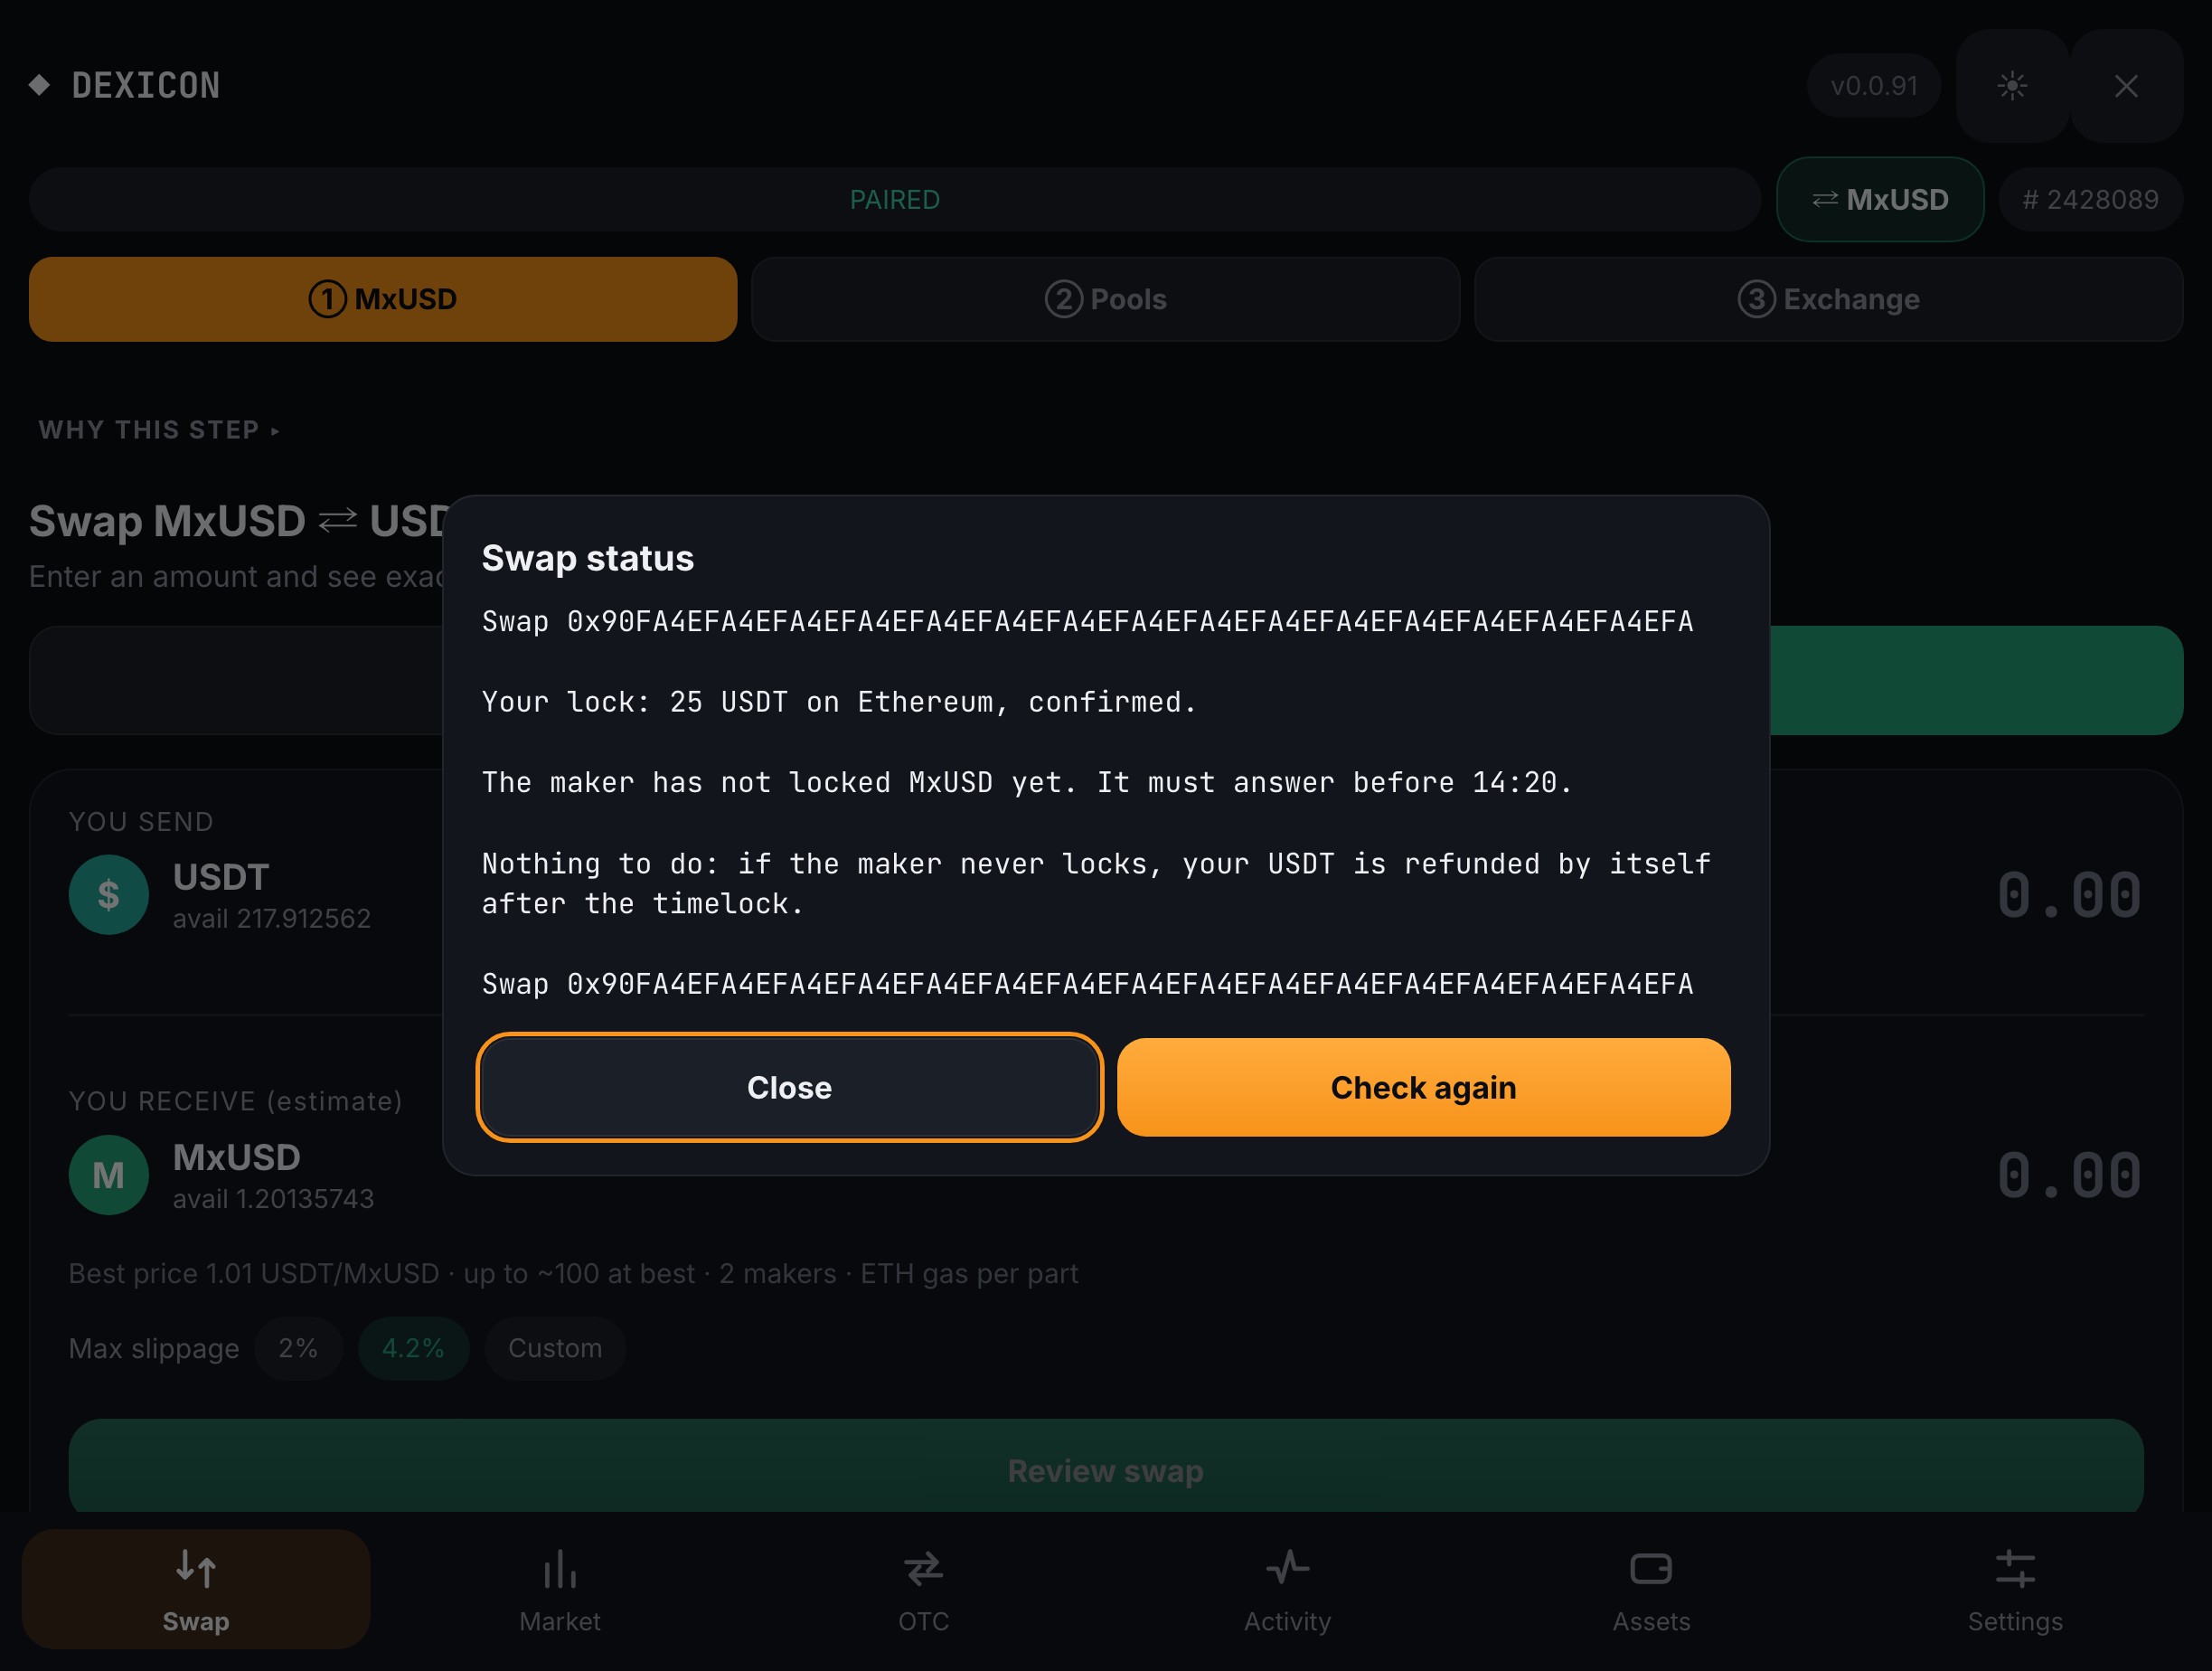 DEXICON
v0.0.91
PAIRED
⇄ MxUSD
# 2428089
① MxUSD
② Pools
③ Exchange
WHY THIS STEP ▸
Swap MxUSD ⇄ USD
Enter an amount and see exac
Swap status
Swap 0x90FA4EFA4EFA4EFA4EFA4EFA4EFA4EFA4EFA4EFA4EFA4EFA4EFA4EFA4EFA
Your lock: 25 USDT on Ethereum, confirmed.
The maker has not locked MxUSD yet. It must answer before 14:20.
Nothing to do: if the maker never locks, your USDT is refunded by itself
after the timelock.
Swap 0x90FA4EFA4EFA4EFA4EFA4EFA4EFA4EFA4EFA4EFA4EFA4EFA4EFA4EFA4EFA
Close
Check again
YOU SEND
$
USDT
avail 217.912562
0.00
YOU RECEIVE (estimate)
M
MxUSD
avail 1.20135743
0.00
Best price 1.01 USDT/MxUSD · up to ~100 at best · 2 makers · ETH gas per part
Max slippage
2%
4.2%
Custom
Review swap
Swap
Market
OTC
Activity
Assets
Settings